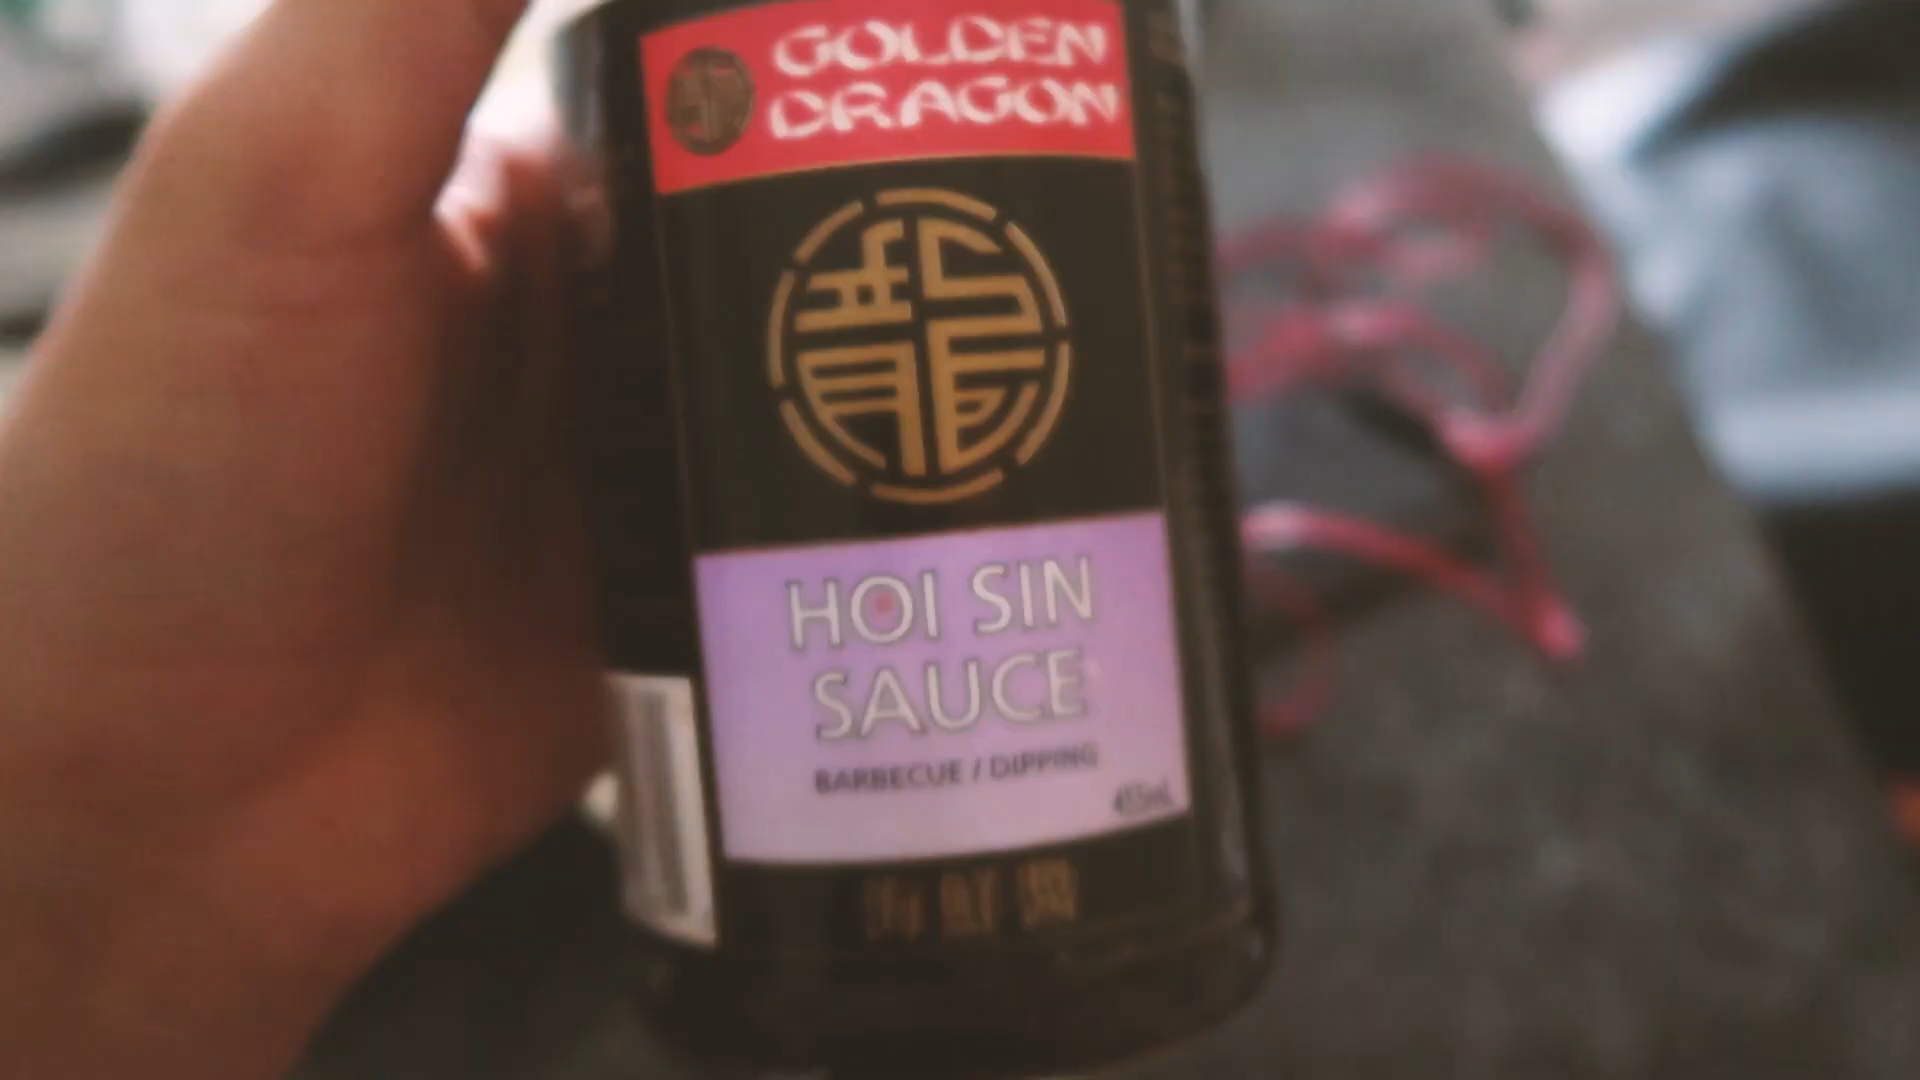 GOLDEN
DRAGON
HOI SIN
SAUCE
BARBECUE / DIPPING